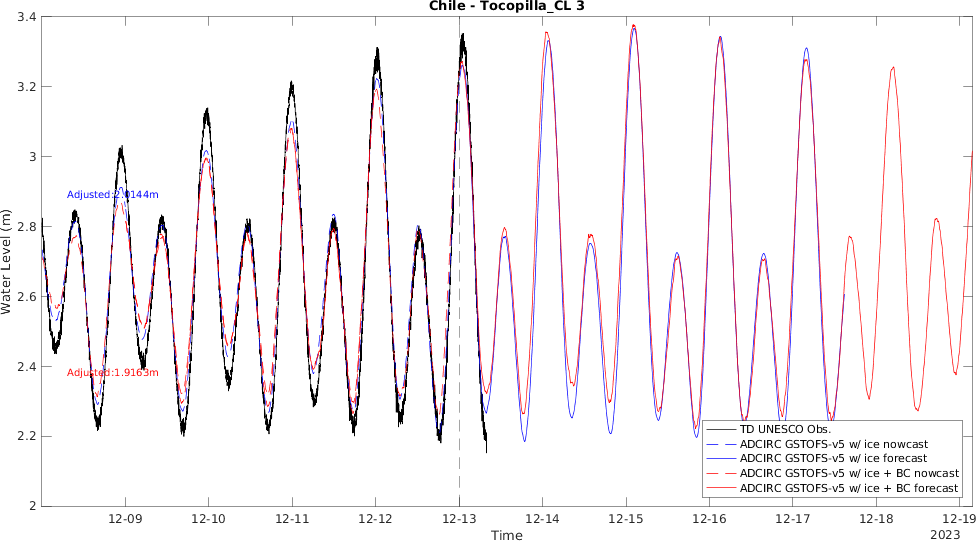 Chile - Tocopilla_CL 3
3.4
3.2
3
2.8
2.6
2.4
2.2
2
Water Level (m)
Adjusted:2.0144m
Adjusted:1.9163m
TD UNESCO Obs.
ADCIRC GSTOFS-v5 w/ ice nowcast
ADCIRC GSTOFS-v5 w/ ice forecast
ADCIRC GSTOFS-v5 w/ ice + BC nowcast
ADCIRC GSTOFS-v5 w/ ice + BC forecast
12-09 12-10 12-11 12-12 12-13 12-14 12-15 12-16 12-17 12-18 12-19
Time
2023